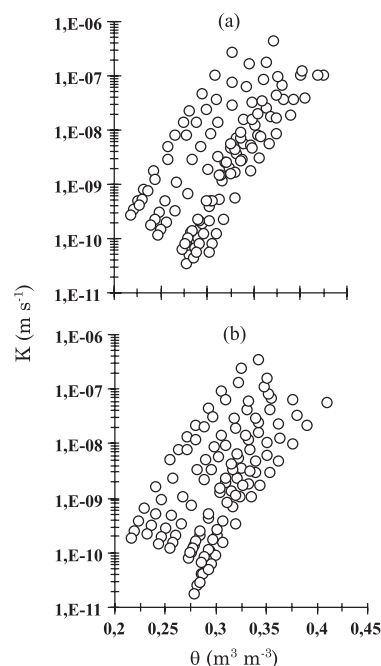 (a)
1,E-06
1,E-07
1,E-08
1,E-09
1,E-10
1,E-11
K (m s-1)
(b)
1,E-06
1,E-07
1,E-08
1,E-09
1,E-10
1,E-11
0,2 0,25 0,3 0,35 0,4 0,45
θ (m3 m-3)